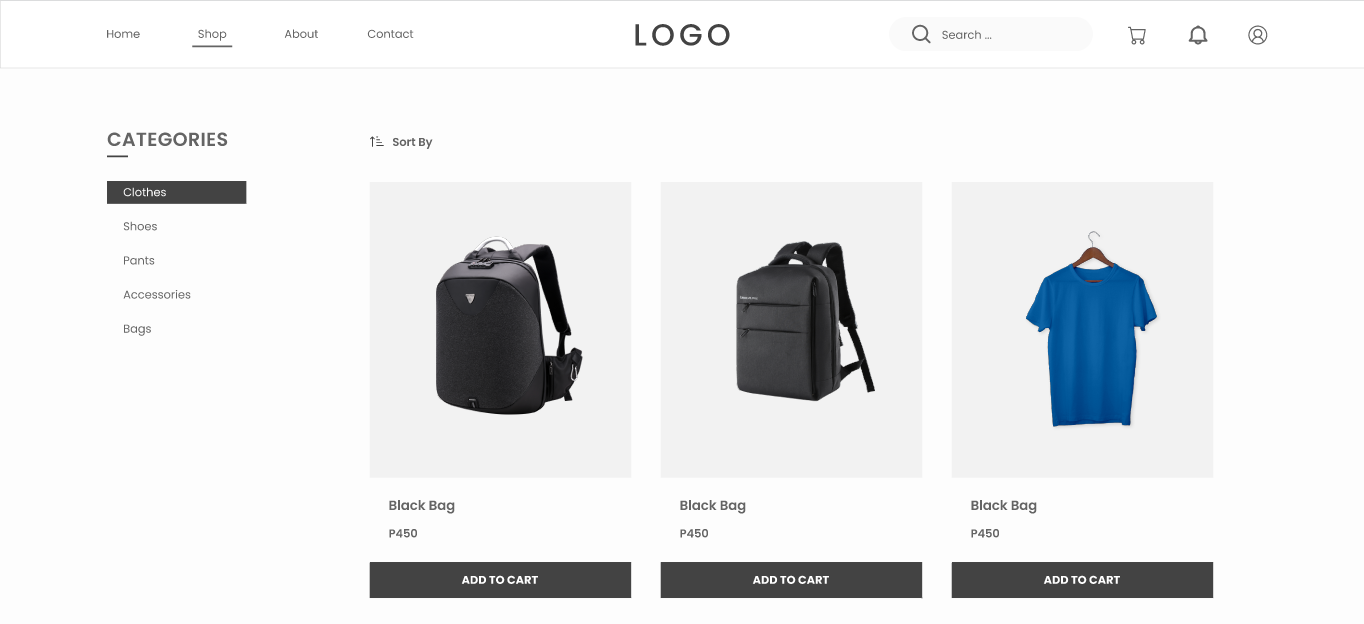 Home
Shop
About
Contact
LOGO
Search ...
CATEGORIES
Clothes
Shoes
Pants
Accessories
Bags
Sort By
Black Bag
P450
ADD TO CART
Black Bag
P450
ADD TO CART
Black Bag
P450
ADD TO CART